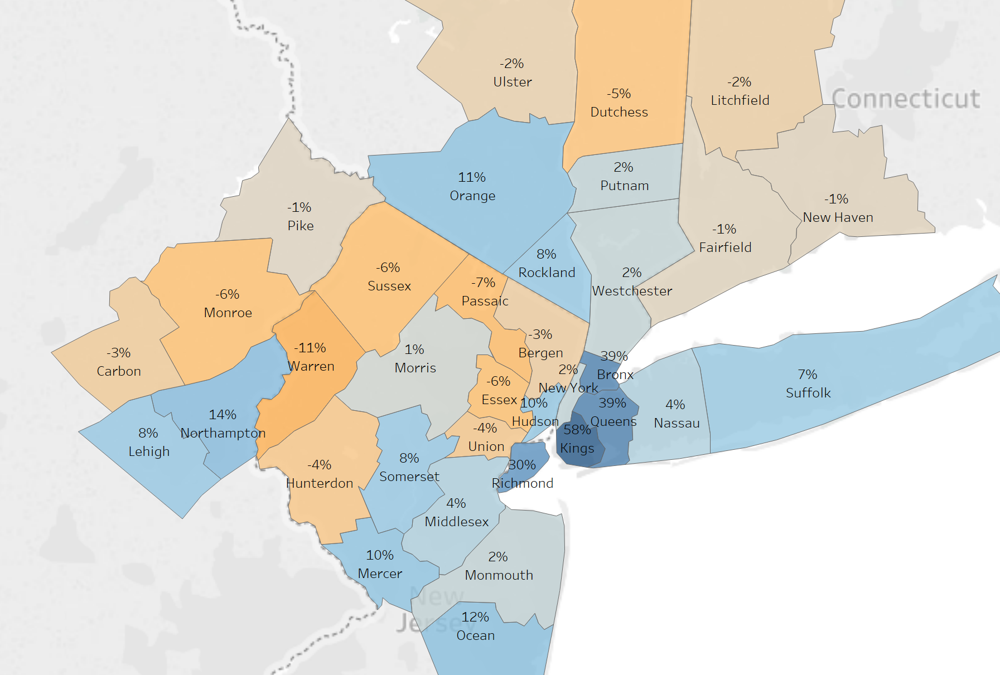 -2%
Ulster
-5%
Dutchess
-2%
Litchfield
Connecticut
11%
Orange
2%
Putnam
-1%
Pike
-1%
New Haven
-1%
Fairfield
-6%
Sussex
8%
Rockland
2%
Westchester
-7%
Passaic
-6%
Monroe
-3%
Carbon
-11%
Warren
1%
Morris
-3%
Bergen
39%
Bronx
2%
New York
-6%
Essex
10%
Hudson
39%
Queens
4%
Nassau
7%
Suffolk
14%
Northampton
8%
Lehigh
-4%
Union
58%
Kings
-4%
Hunterdon
8%
Somerset
30%
Richmond
4%
Middlesex
10%
Mercer
2%
Monmouth
New
Jersey
12%
Ocean